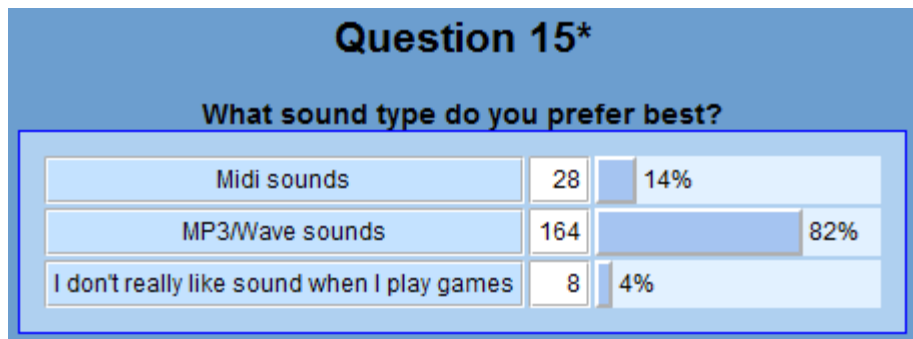 Question 15*
What sound type do you prefer best?
Midi sounds 28 14%
MP3/Wave sounds 164 82%
I don't really like sound when I play games 8 4%